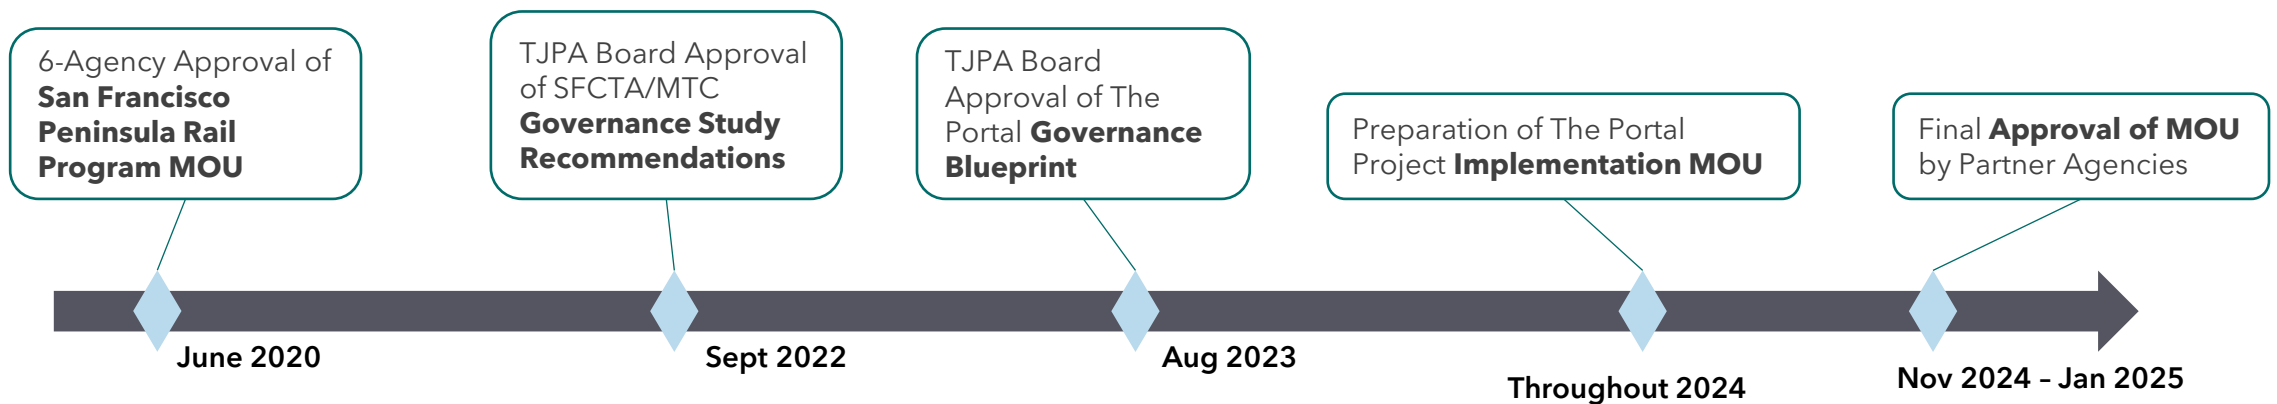 6-Agency Approval of
San Francisco
Peninsula Rail
Program MOU
TJPA Board Approval
of SFCTA/MTC
Governance Study
Recommendations
TJPA Board
Approval of The
Portal Governance
Blueprint
Preparation of The Portal
Project Implementation MOU
Final Approval of MOU
by Partner Agencies
June 2020
Sept 2022
Aug 2023
Throughout 2024
Nov 2024 – Jan 2025